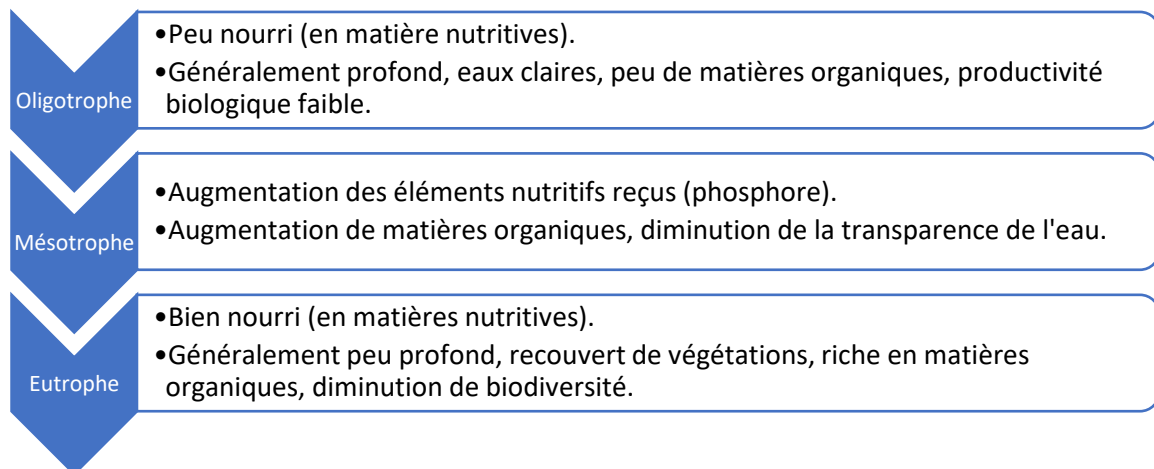 Oligotrophe
•Peu nourri (en matière nutritives).
•Généralement profond, eaux claires, peu de matières organiques, productivité
biologique faible.
Mésotrophe
•Augmentation des éléments nutritifs reçus (phosphore).
•Augmentation de matières organiques, diminution de la transparence de l'eau.
Eutrophe
•Bien nourri (en matières nutritives).
•Généralement peu profond, recouvert de végétations, riche en matières
organiques, diminution de biodiversité.